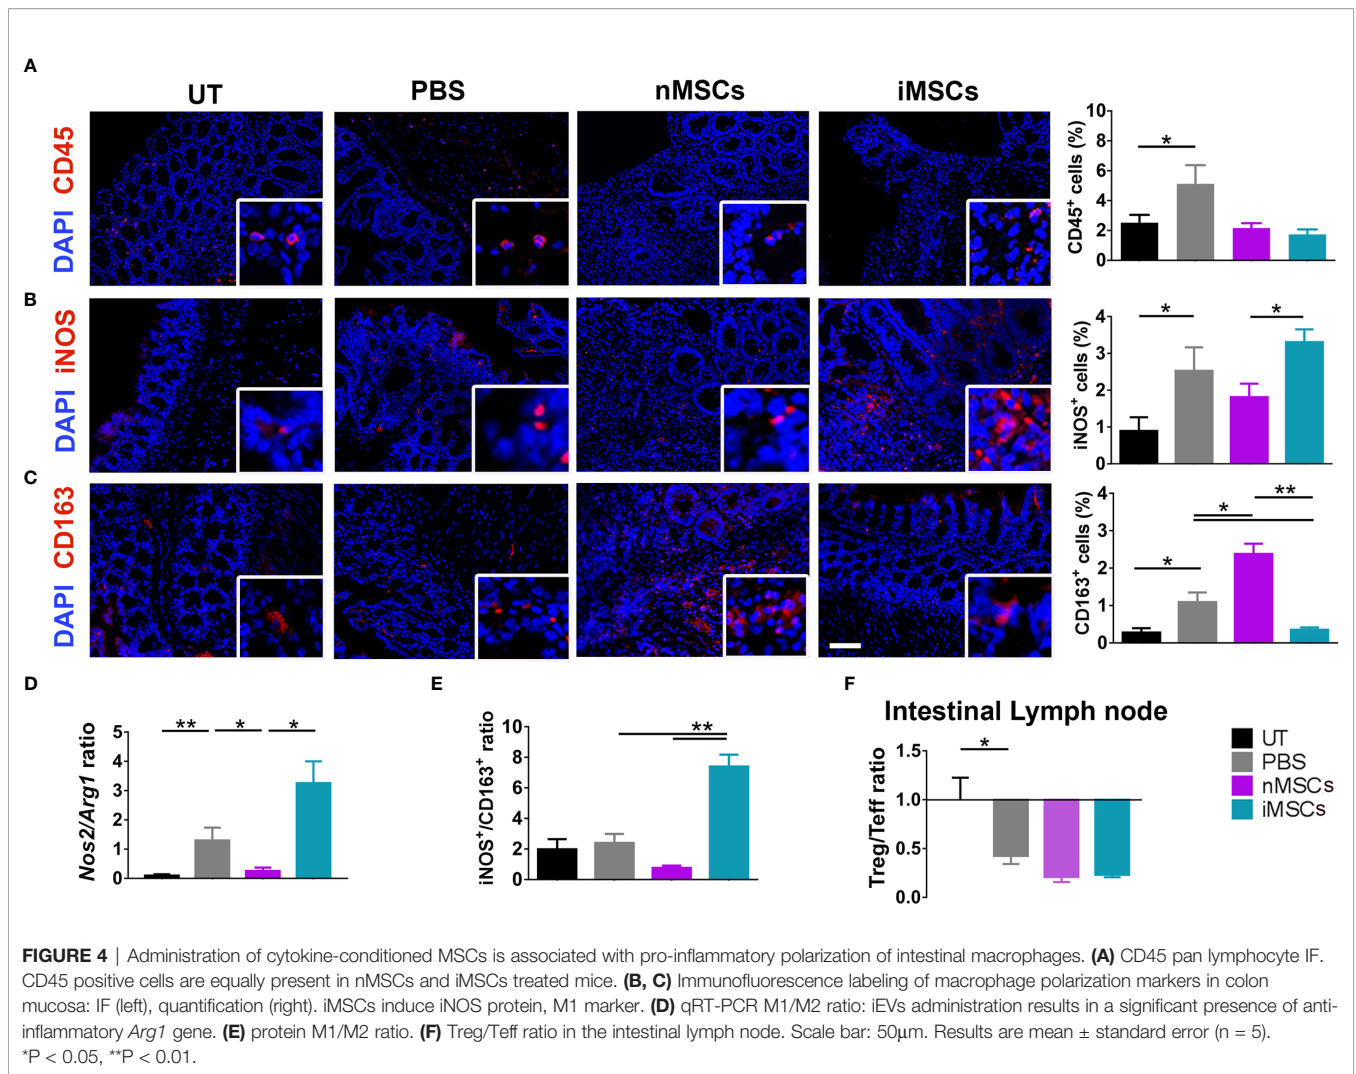 A
UT PBS nMSCs iMSCs
DAPI CD45
CD45+ cells (%)
10
8
6
4
2
0
*
B
DAPI iNOS
iNOS+ cells (%)
4
3
2
1
0
* *
C
DAPI CD163
CD163+ cells (%)
4
3
2
1
0
* * **
D
Nos2/Arg1 ratio
5
4
3
2
1
0
** * *
E
iNOS+/CD163+ ratio
10
8
6
4
2
0
**
F
Intestinal Lymph node
Treg/Teff ratio
1.5
1.0
0.5
0.0
*
UT
PBS
nMSCs
iMSCs
FIGURE 4 | Administration of cytokine-conditioned MSCs is associated with pro-inflammatory polarization of intestinal macrophages. (A) CD45 pan lymphocyte IF.
CD45 positive cells are equally present in nMSCs and iMSCs treated mice. (B, C) Immunofluorescence labeling of macrophage polarization markers in colon
mucosa: IF (left), quantification (right). iMSCs induce iNOS protein, M1 marker. (D) qRT-PCR M1/M2 ratio: iEVs administration results in a significant presence of anti-
inflammatory Arg1 gene. (E) protein M1/M2 ratio. (F) Treg/Teff ratio in the intestinal lymph node. Scale bar: 50μm. Results are mean ± standard error (n = 5).
*P < 0.05, **P < 0.01.